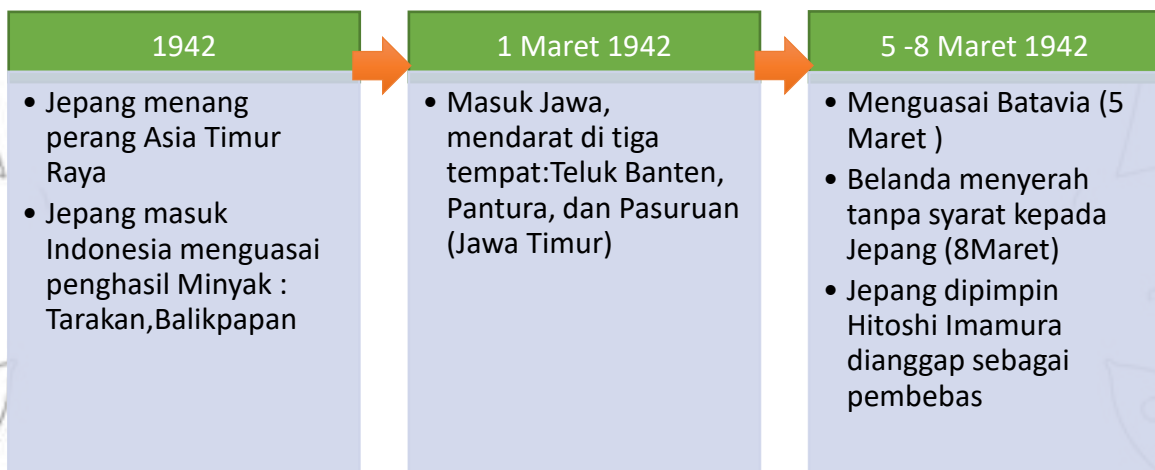 1942
• Jepang menang
perang Asia Timur
Raya
• Jepang masuk
Indonesia menguasai
penghasil Minyak :
Tarakan,Balikpapan
1 Maret 1942
• Masuk Jawa,
mendarat di tiga
tempat:Teluk Banten,
Pantura, dan Pasuruan
(Jawa Timur)
5 -8 Maret 1942
• Menguasai Batavia (5
Maret )
• Belanda menyerah
tanpa syarat kepada
Jepang (8Maret)
• Jepang dipimpin
Hitoshi Imamura
dianggap sebagai
pembebas